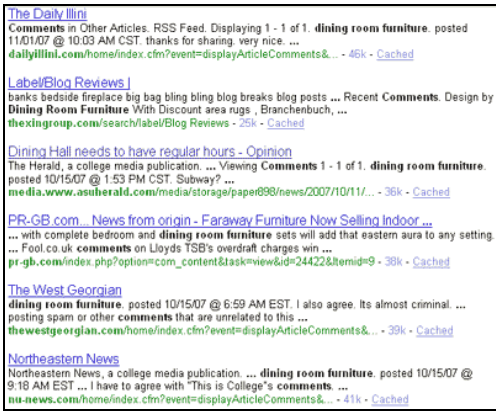 The Daily Illini
Comments in Other Articles. RSS Feed. Displaying 1 - 1 of 1. dining room furniture. posted
11/01/07 @ 10:03 AM CST. thanks for sharing. very nice. ...
dailyillini.com/home/index.cfm?event=displayArticleComments&... - 46k - Cached
Label/Blog Reviews |
banks bedside fireplace big bag bling bling blog breaks blog posts ... Recent Comments. Design by
Dining Room Furniture With Discount area rugs , Branchenbuch, ...
thexingroup.com/search/label/Blog Reviews - 25k - Cached
Dining Hall needs to have regular hours - Opinion
The Herald, a college media publication. ... Viewing Comments 1 - 1 of 1. dining room furniture.
posted 10/15/07 @ 1:53 PM CST. Subway? ...
media.www.asuherald.com/media/storage/paper898/news/2007/10/11/... - 36k - Cached
PR-GB.com... News from origin - Faraway Furniture Now Selling Indoor ...
... with complete bedroom and dining room furniture sets will add that eastern aura to any setting.
... Fool.co.uk comments on Lloyds TSB's overdraft charges win ...
pr-gb.com/index.php?option=com_content&task=view&id=24422&Itemid=9 - 38k - Cached
The West Georgian
dining room furniture. posted 10/15/07 @ 6:59 AM EST. I also agree. Its almost criminal. ...
posting spam or other comments that are unrelated to this ...
thewestgeorgian.com/home/index.cfm?event=displayArticleComments&... - 39k - Cached
Northeastern News
Northeastern News, a college media publication. ... dining room furniture. posted 10/15/07 @
9:18 AM EST ... I have to agree with "This is College"s comments. ...
nu-news.com/home/index.cfm?event=displayArticleComments&... - 41k - Cached